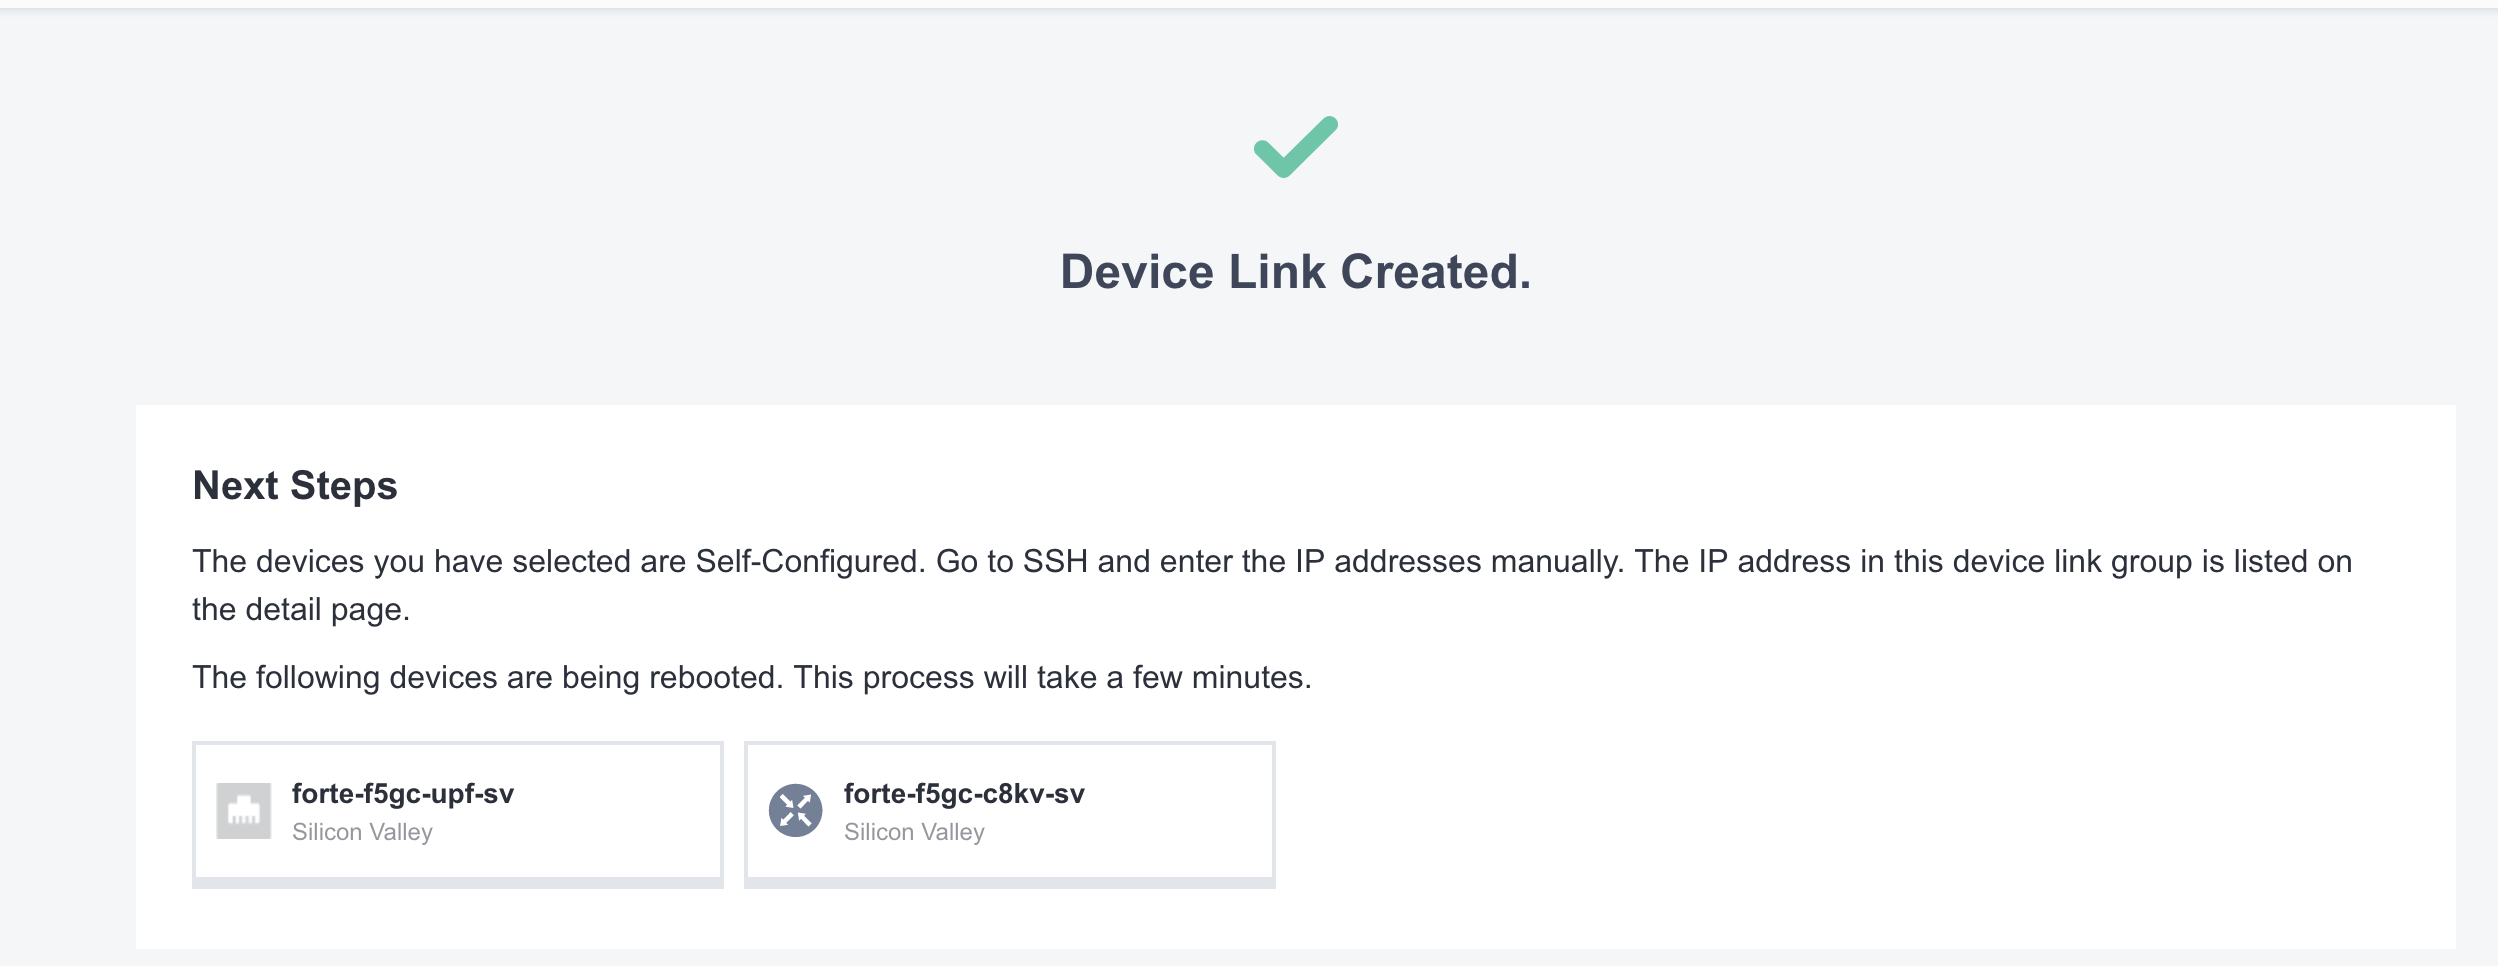 Device Link Created.
Next Steps
The devices you have selected are Self-Configured. Go to SSH and enter the IP addresses manually. The IP address in this device link group is listed on
the detail page.
The following devices are being rebooted. This process will take a few minutes.
forte-f5gc-upf-sv
Silicon Valley
forte-f5gc-c8kv-sv
Silicon Valley